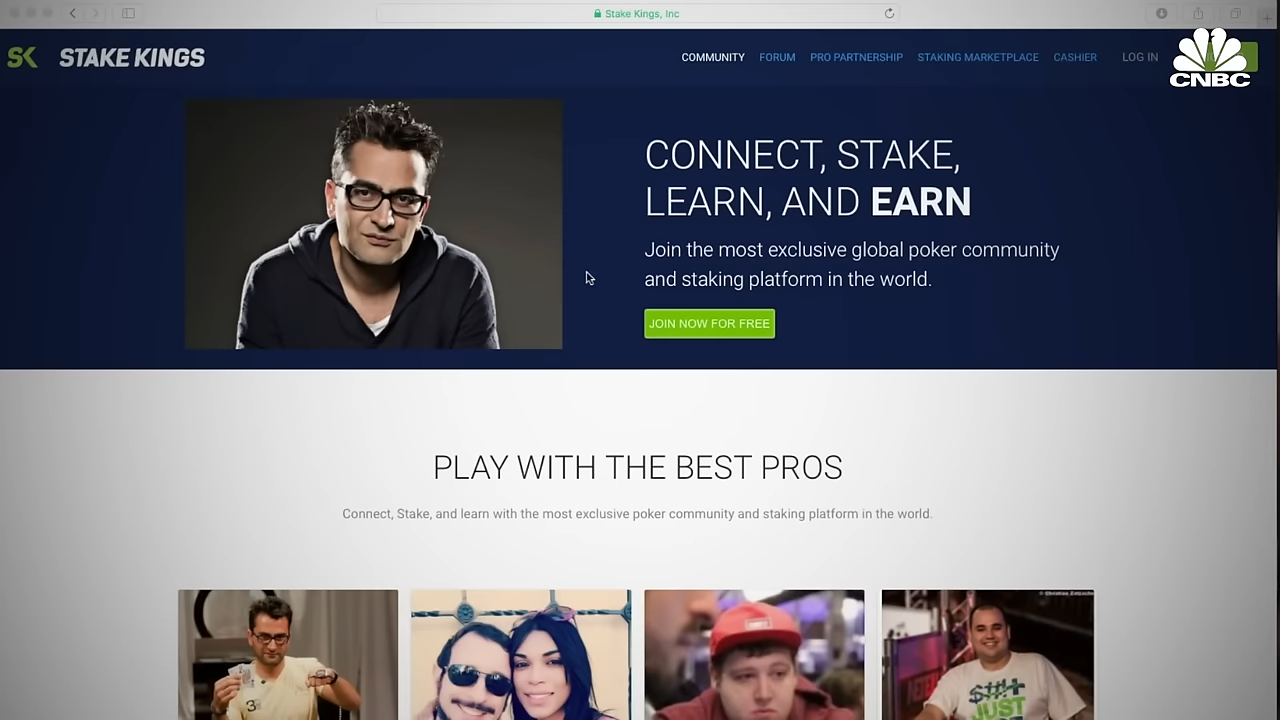 Stake Kings, Inc
SK STAKE KINGS
COMMUNITY FORUM PRO PARTNERSHIP STAKING MARKETPLACE CASHIER LOG IN
CNBC
CONNECT, STAKE,
LEARN, AND EARN
Join the most exclusive global poker community
and staking platform in the world.
JOIN NOW FOR FREE
PLAY WITH THE BEST PROS
Connect, Stake, and learn with the most exclusive poker community and staking platform in the world.
JUST